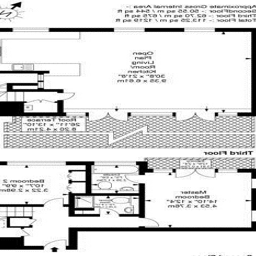 Approximate Gross Internal Area :-
Second Floor :- 50.55 sq m / 544 sq ft
Third Floor :- 62.70 sq m / 675 sq ft
Total Floor :- 113.25 sq m / 1219 sq ft
Open
Plan
Living
Room/
Kitchen
30'8 x 21'8
9.35 x 6.61m
Roof Terrace
26'11 x 13'10
8.20 x 4.21m
Third Floor
Bedroom 2
10'7 x 9'8
3.22 x 2.98m
Master
Bedroom
14'10 x 12'4
4.53 x 3.76m